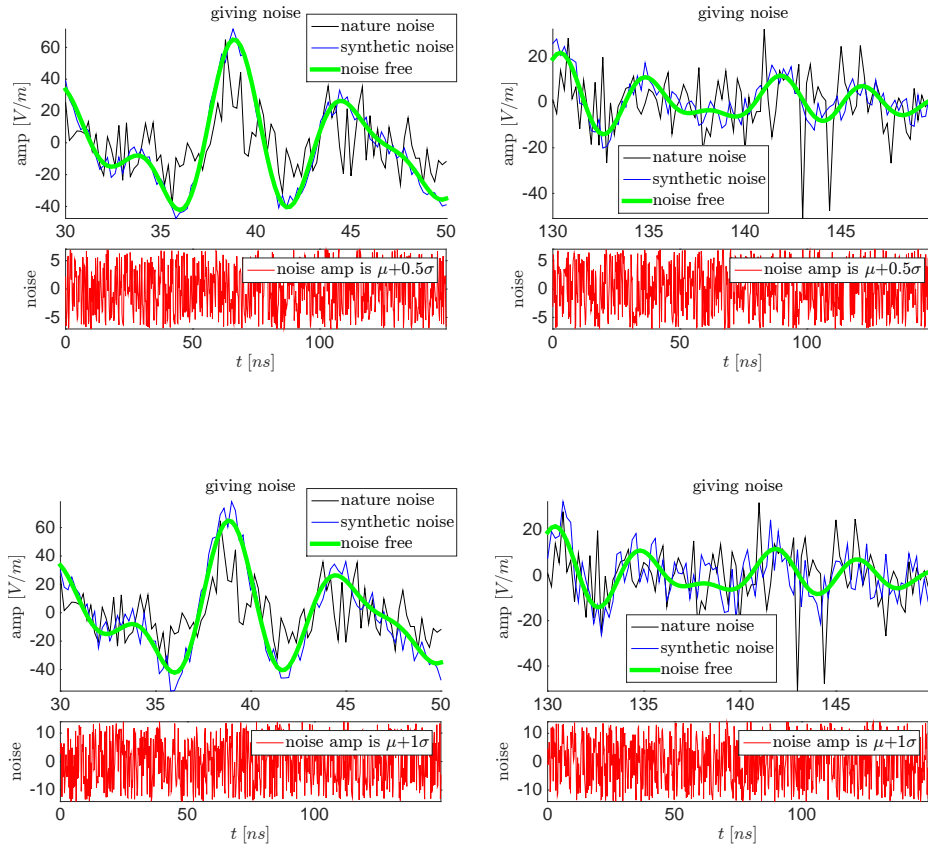 giving noise
60
40
20
0
-20
-40
amp [V/m]
nature noise
synthetic noise
noise free
30 35 40 45 50
5
0
-5
noise
noise amp is μ+0.5σ
0 50 100
t [ns]
giving noise
20
0
-20
-40
amp [V/m]
nature noise
synthetic noise
noise free
130 135 140 145
5
0
-5
noise
noise amp is μ+0.5σ
0 50 100
t [ns]
giving noise
60
40
20
0
-20
-40
amp [V/m]
nature noise
synthetic noise
noise free
30 35 40 45 50
10
0
-10
noise
noise amp is μ+1σ
0 50 100
t [ns]
giving noise
20
0
-20
-40
amp [V/m]
nature noise
synthetic noise
noise free
130 135 140 145
10
0
-10
noise
noise amp is μ+1σ
0 50 100
t [ns]